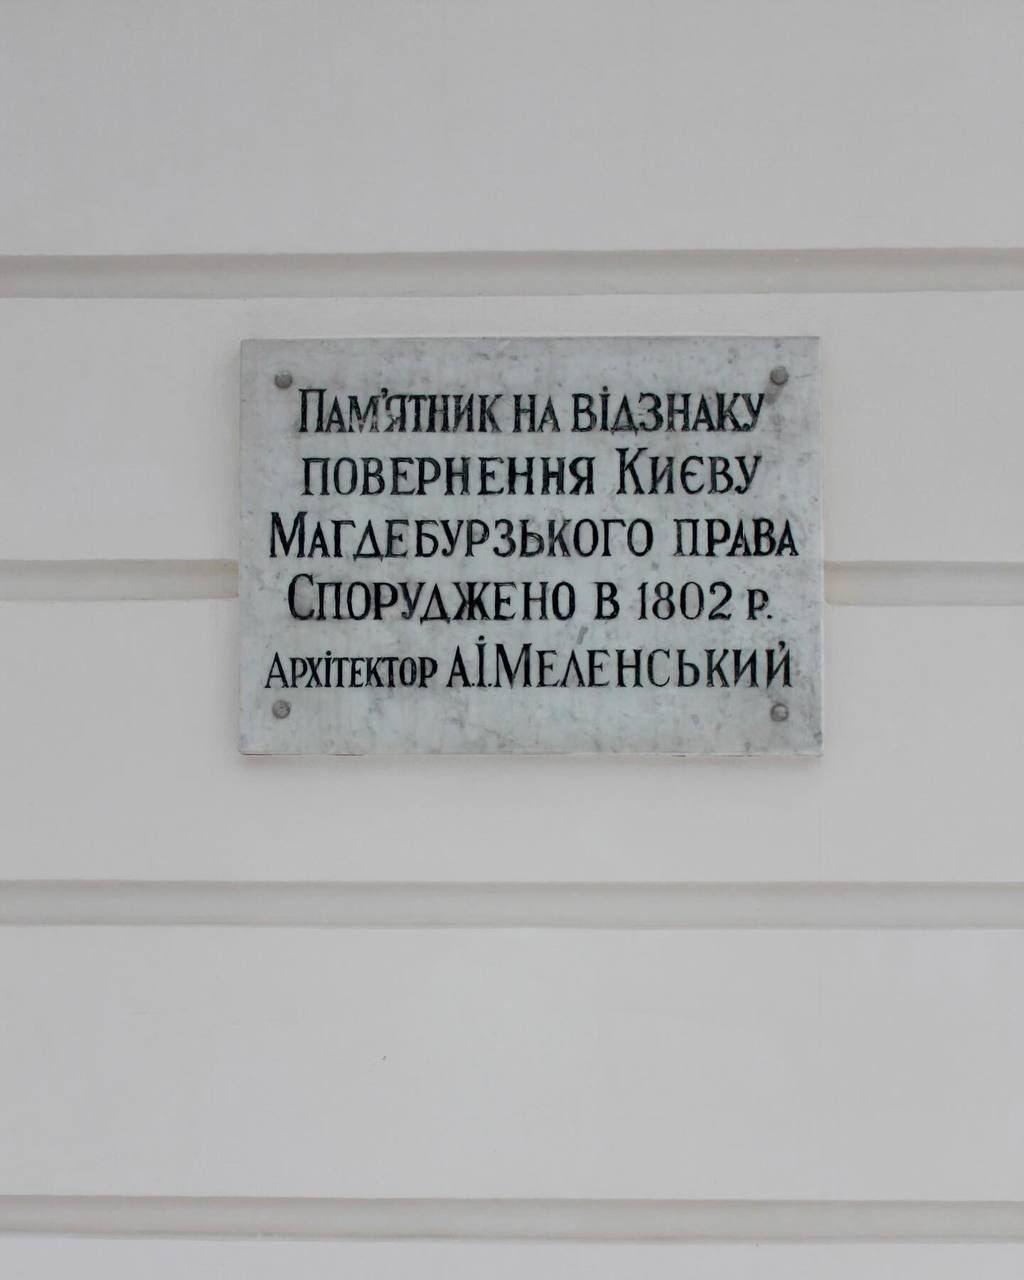 Пам'ятник на відзнаку
повернення Києву
Магдебурзького права
Споруджено в 1802 р.
Архітектор А.І.Меленський